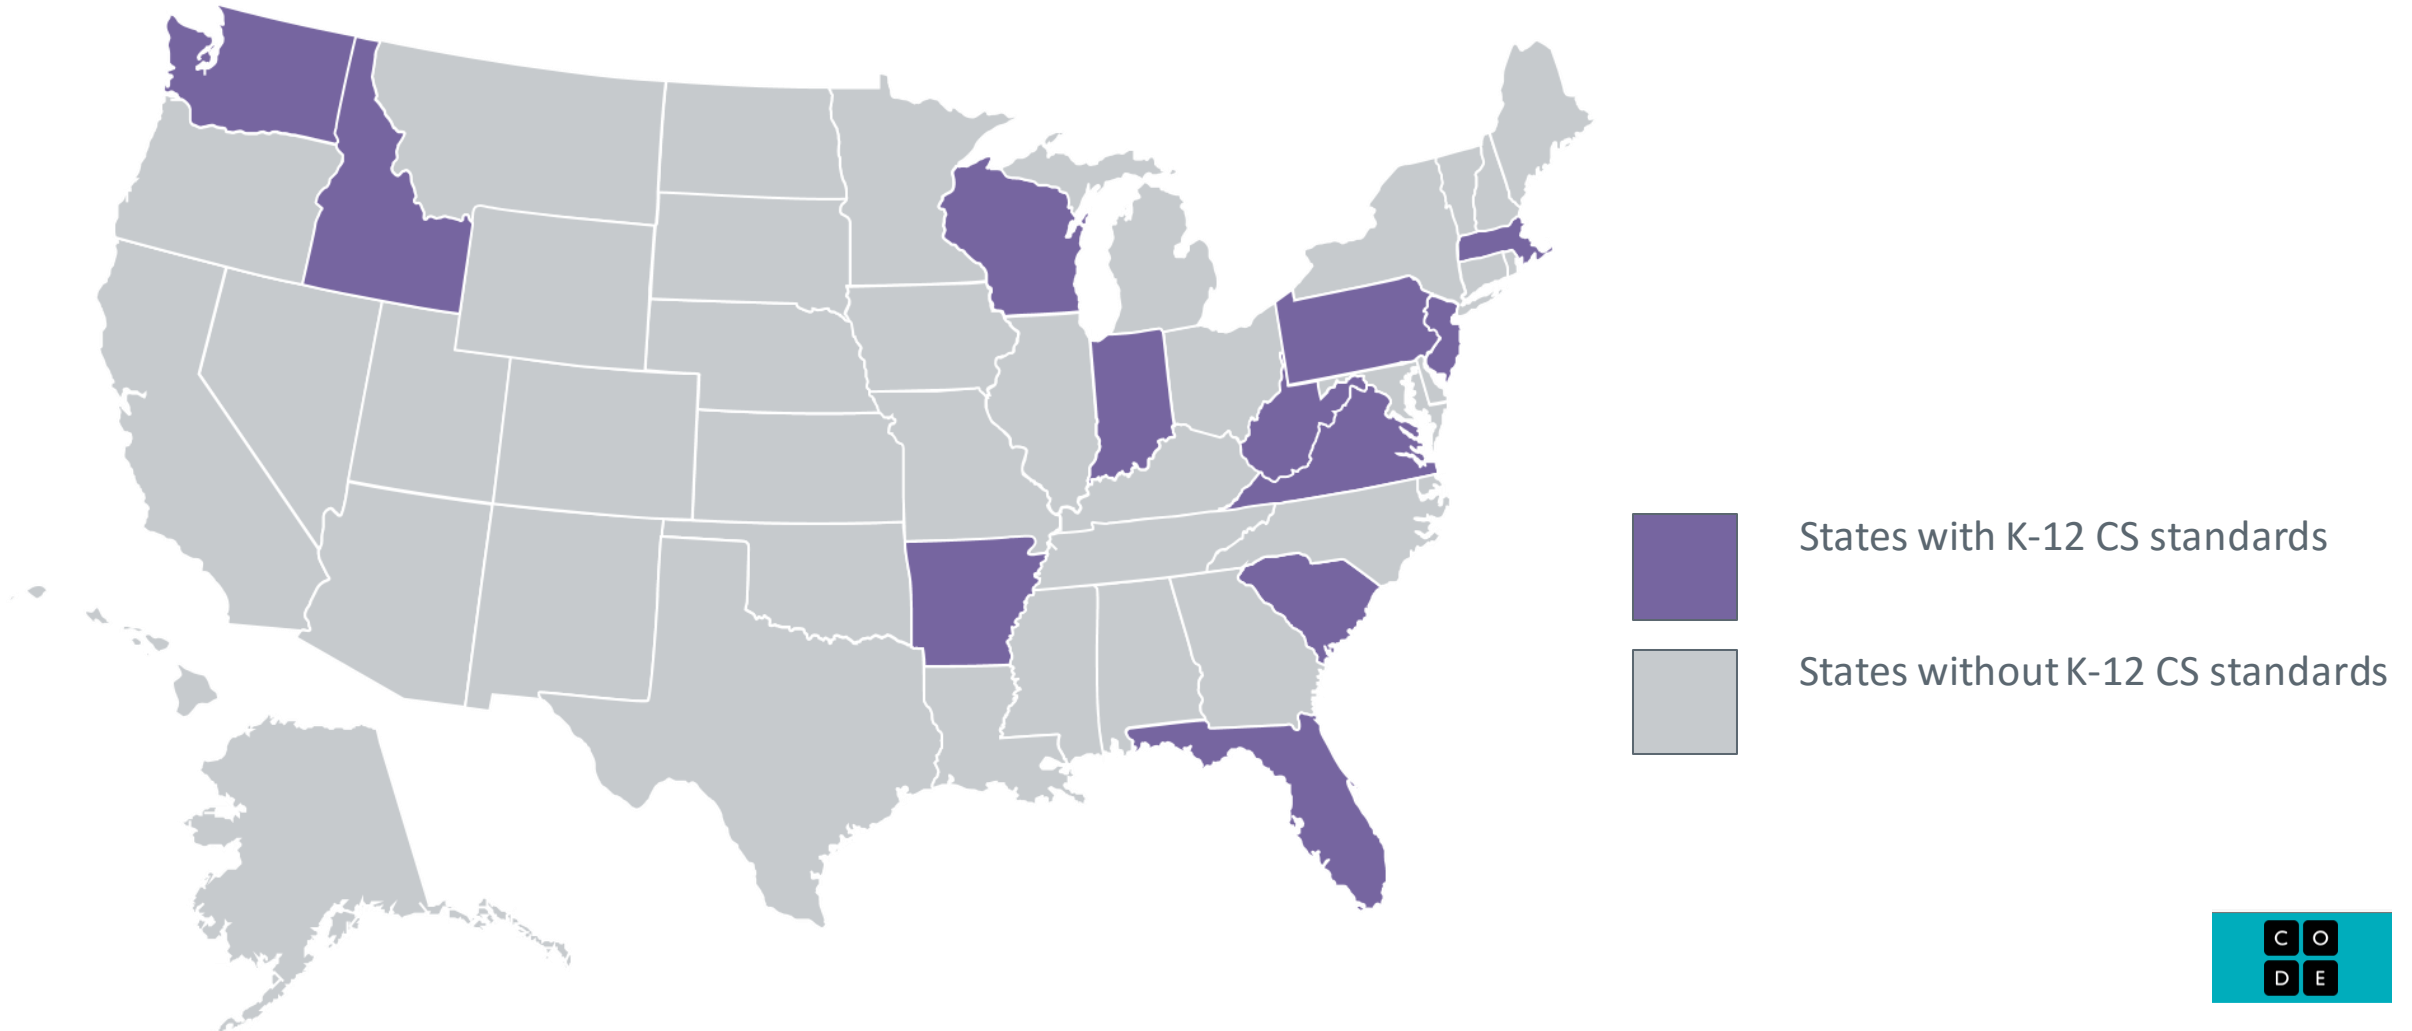 States with K-12 CS standards
States without K-12 CS standards
C O
D E